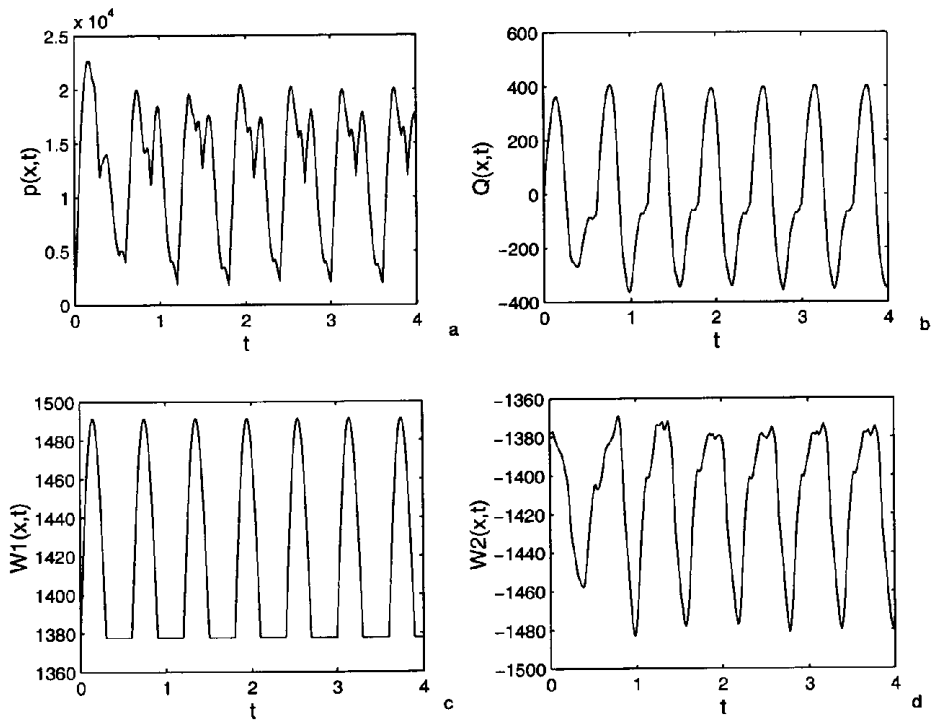 x 10⁴
2.5
2
1.5
1
0.5
0
p(x,t)
0 1 2 3 4
t
a
600
400
200
0
−200
−400
Q(x,t)
0 1 2 3 4
t
b
1500
1480
1460
1440
1420
1400
1380
1360
W1(x,t)
0 1 2 3 4
t
c
−1360
−1380
−1400
−1420
−1440
−1460
−1480
−1500
W2(x,t)
0 1 2 3 4
t
d